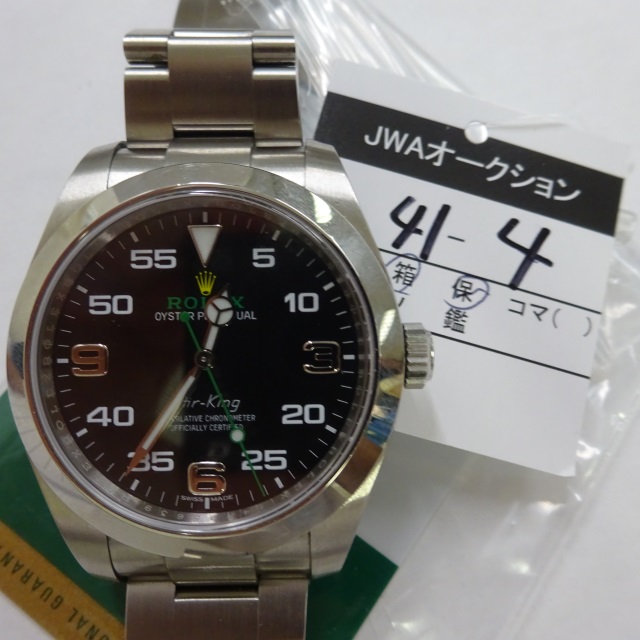 JWAオークション
41-4
箱 保 コマ( )
鑑
55 5
50 10
ROLEX
OYSTER PERPETUAL
9 3
Air-King
40 20
SUPERLATIVE CHRONOMETER
OFFICIALLY CERTIFIED
35 25
6
SWISS MADE